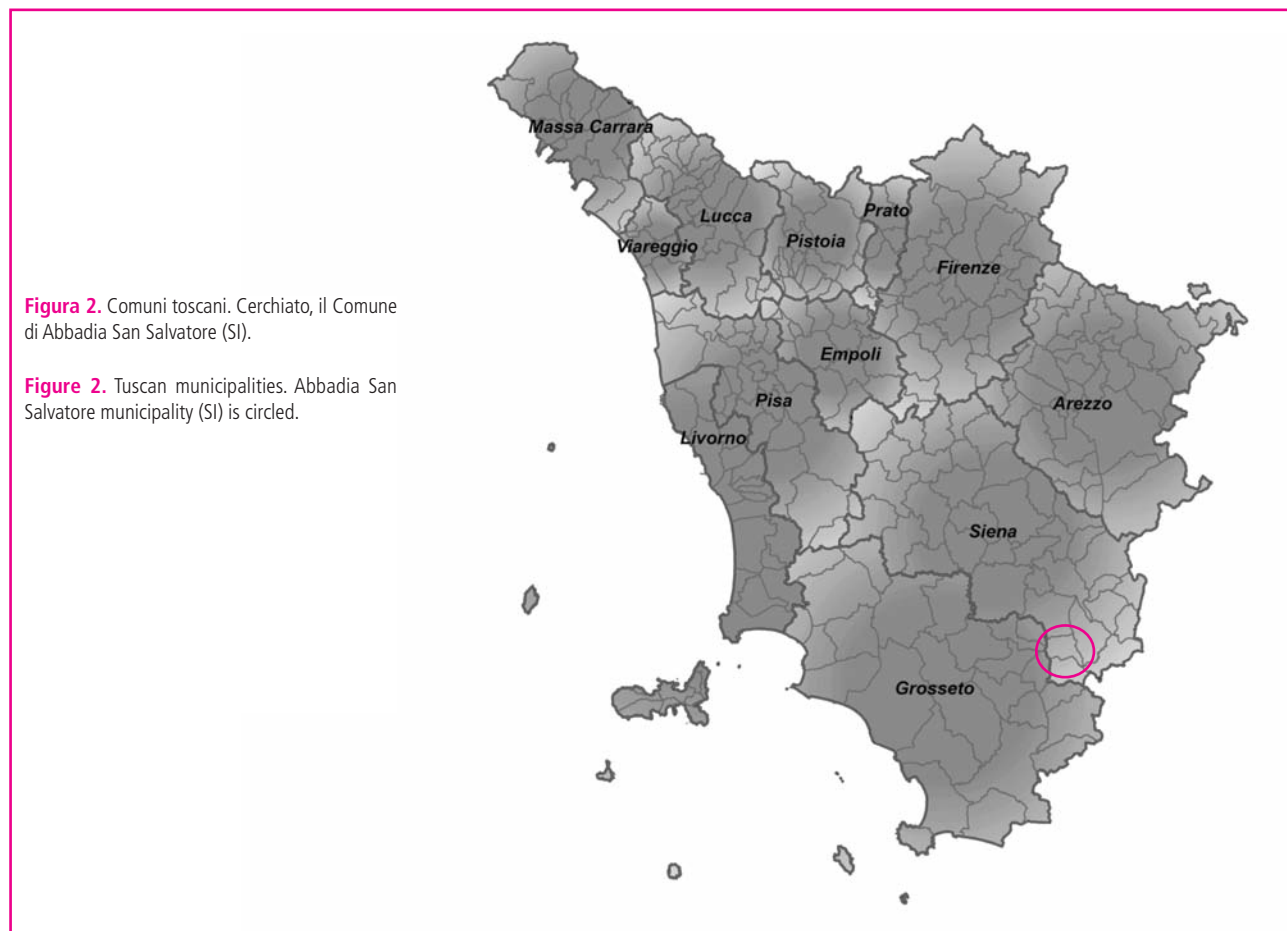 Figura 2. Comuni toscani. Cerchiato, il Comune
di Abbadia San Salvatore (SI).
Figure 2. Tuscan municipalities. Abbadia San
Salvatore municipality (SI) is circled.
Massa Carrara
Lucca
Prato
Pistoia
Viareggio
Firenze
Empoli
Pisa
Arezzo
Livorno
Siena
Grosseto